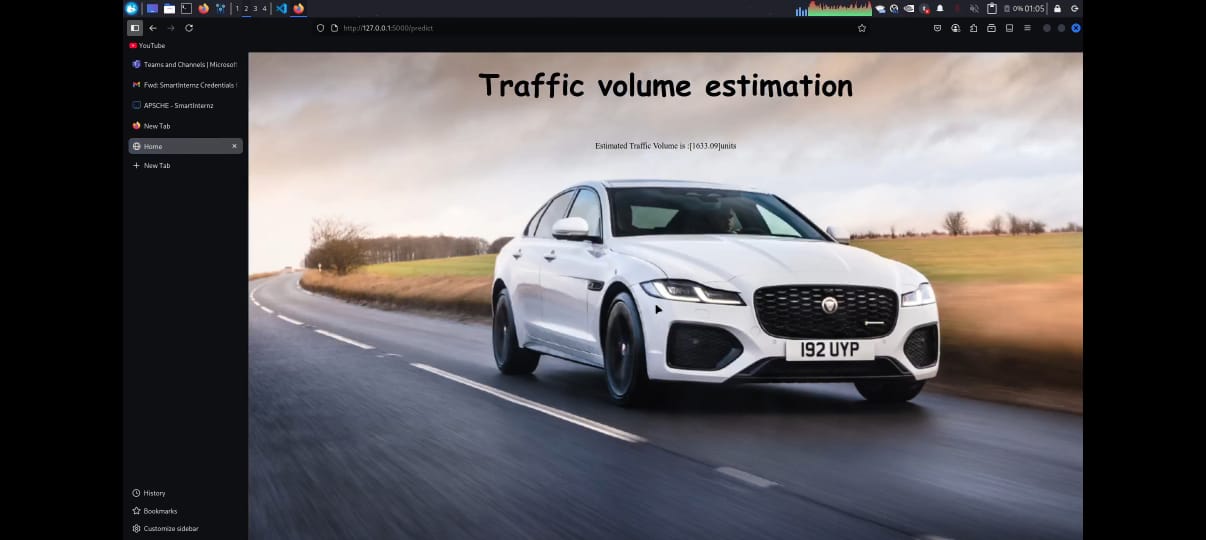 1 2 3 4
0% 01:05
http://127.0.0.1:5000/predict
YouTube
Teams and Channels | Microsof
Fwd: SmartInternz Credentials
APSCHE - SmartInternz
New Tab
Home
New Tab
Traffic volume estimation
Estimated Traffic Volume is :[1633.09]units
192 UYP
History
Bookmarks
Customize sidebar